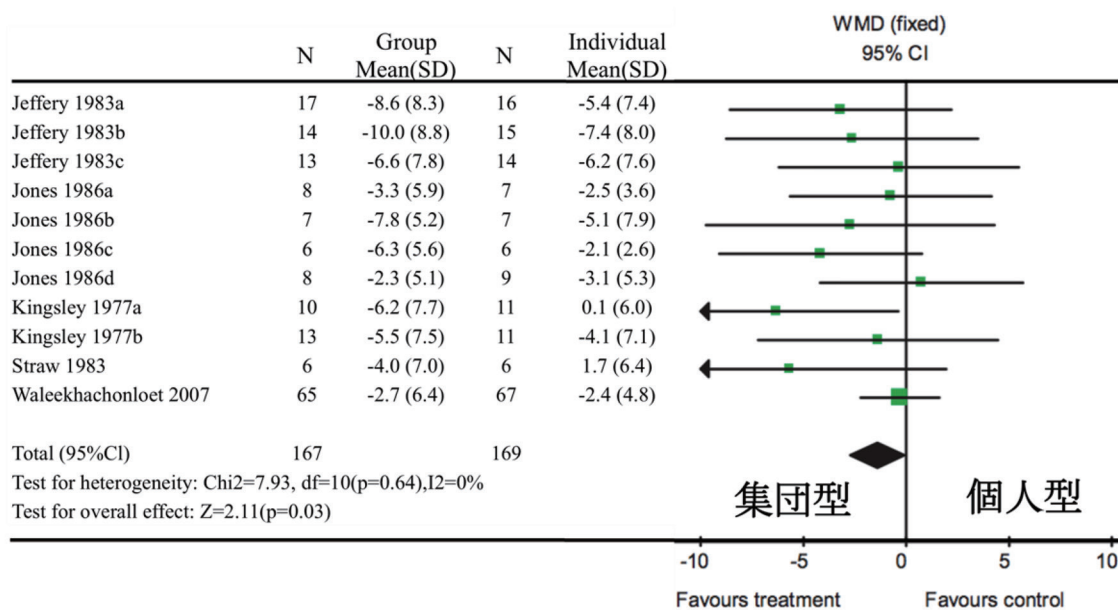 WMD (fixed)
95% CI
N Group Mean(SD) N Individual Mean(SD)
Jeffery 1983a 17 -8.6 (8.3) 16 -5.4 (7.4)
Jeffery 1983b 14 -10.0 (8.8) 15 -7.4 (8.0)
Jeffery 1983c 13 -6.6 (7.8) 14 -6.2 (7.6)
Jones 1986a 8 -3.3 (5.9) 7 -2.5 (3.6)
Jones 1986b 7 -7.8 (5.2) 7 -5.1 (7.9)
Jones 1986c 6 -6.3 (5.6) 6 -2.1 (2.6)
Jones 1986d 8 -2.3 (5.1) 9 -3.1 (5.3)
Kingsley 1977a 10 -6.2 (7.7) 11 0.1 (6.0)
Kingsley 1977b 13 -5.5 (7.5) 11 -4.1 (7.1)
Straw 1983 6 -4.0 (7.0) 6 1.7 (6.4)
Waleekhachonloet 2007 65 -2.7 (6.4) 67 -2.4 (4.8)
Total (95%Cl) 167 169
Test for heterogeneity: Chi2=7.93, df=10(p=0.64),I2=0%
Test for overall effect: Z=2.11(p=0.03)
集団型 個人型
-10 -5 0 5 10
Favours treatment Favours control